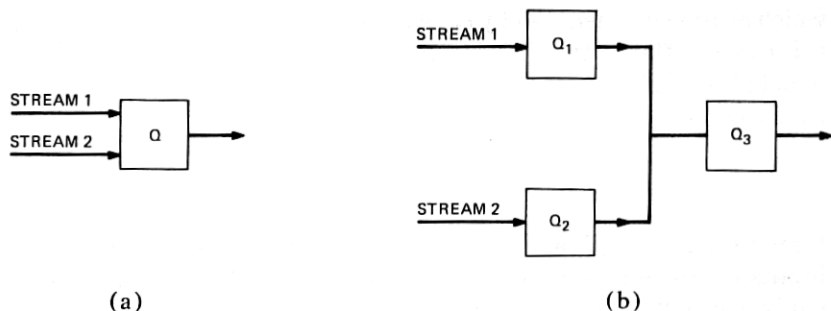 STREAM 1
STREAM 2
Q
(a)
STREAM 1
Q1
STREAM 2
Q2
Q3
(b)